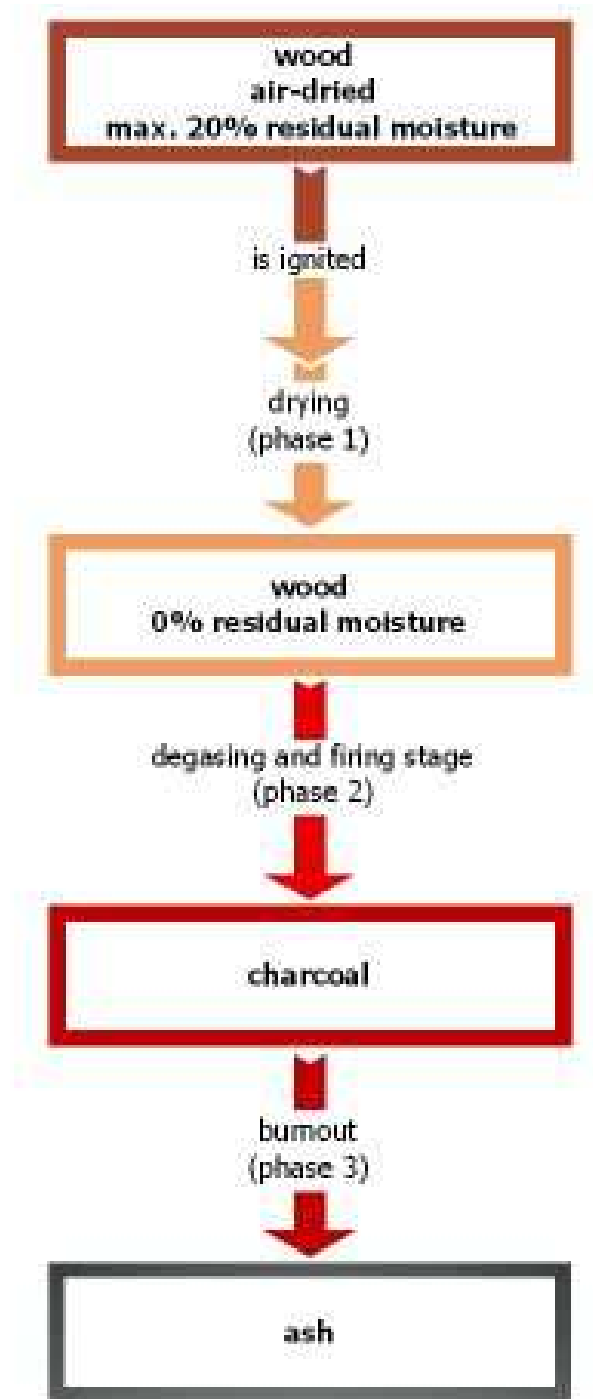 wood
air-dried
max. 20% residual moisture
is ignited
drying
(phase 1)
wood
0% residual moisture
degasing and firing stage
(phase 2)
charcoal
burnout
(phase 3)
ash